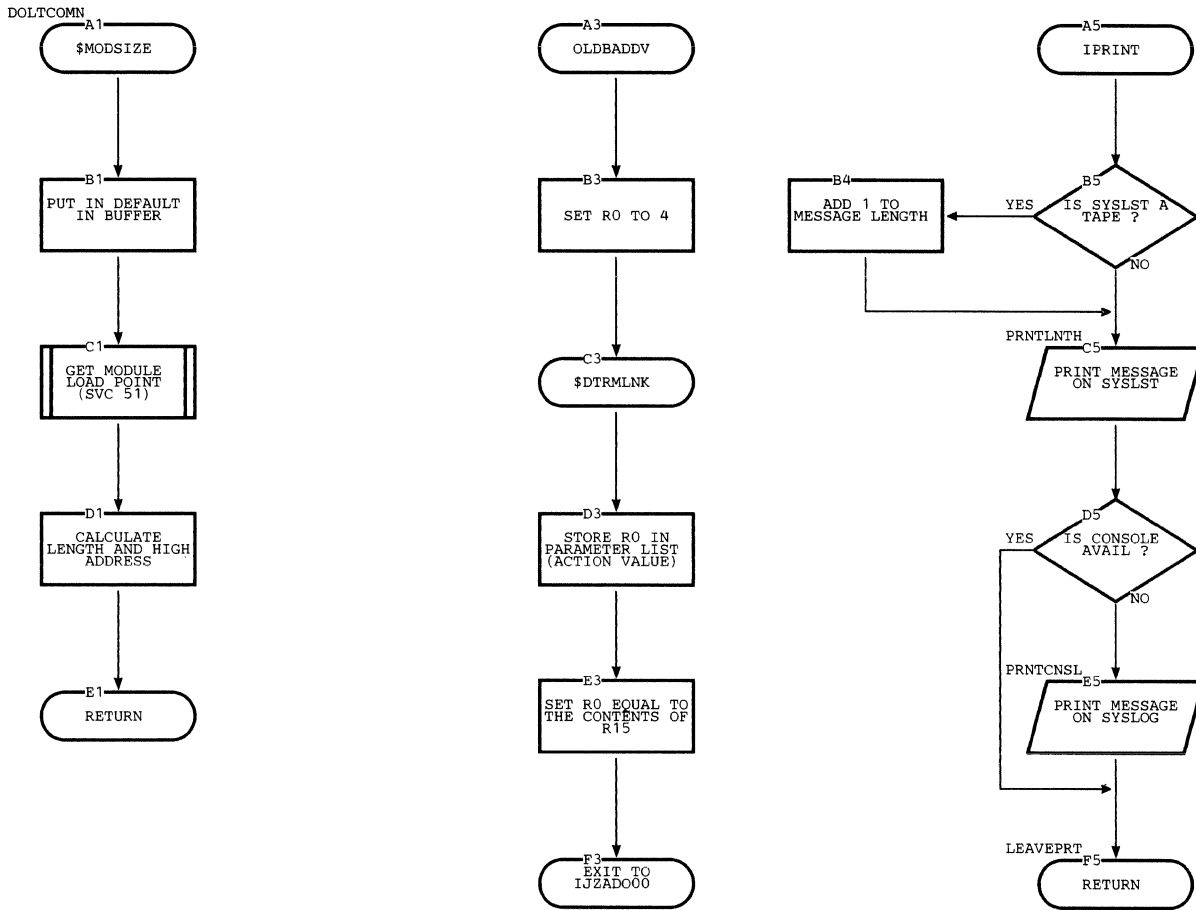 DOLTCOMN
A1
$MODSIZE
B1
PUT IN DEFAULT
IN BUFFER
C1
GET MODULE
LOAD POINT
(SVC 51)
D1
CALCULATE
LENGTH AND HIGH
ADDRESS
E1
RETURN
A3
OLDBADDV
B3
SET R0 TO 4
C3
$DTRMLNK
D3
STORE R0 IN
PARAMETER LIST
(ACTION VALUE)
E3
SET R0 EQUAL TO
THE CONTENTS OF
R15
F3
EXIT TO
IJZADO00
A5
IPRINT
B5
IS SYSLST A
TAPE ?
YES
NO
B4
ADD 1 TO
MESSAGE LENGTH
PRNTLNTH
C5
PRINT MESSAGE
ON SYSLST
D5
IS CONSOLE
AVAIL ?
YES
NO
PRNTCNSL
E5
PRINT MESSAGE
ON SYSLOG
LEAVEPRT
F5
RETURN